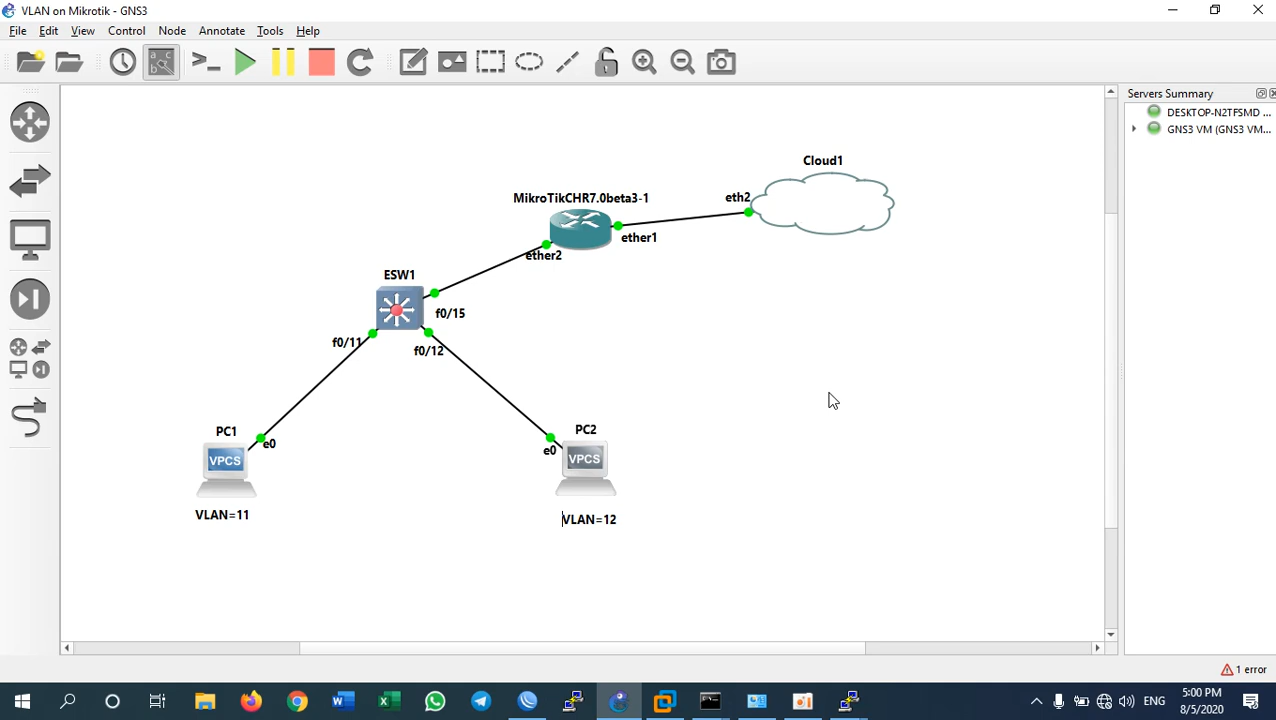 VLAN on Mikrotik - GNS3
File Edit View Control Node Annotate Tools Help
Servers Summary
DESKTOP-N2TFSMD ...
GNS3 VM (GNS3 VM...
Cloud1
MikroTikCHR7.0beta3-1
eth2
ether1
ether2
ESW1
f0/15
f0/11
f0/12
PC1
e0
VPCS
VLAN=11
PC2
e0
VPCS
VLAN=12
1 error
ENG
5:00 PM
8/5/2020